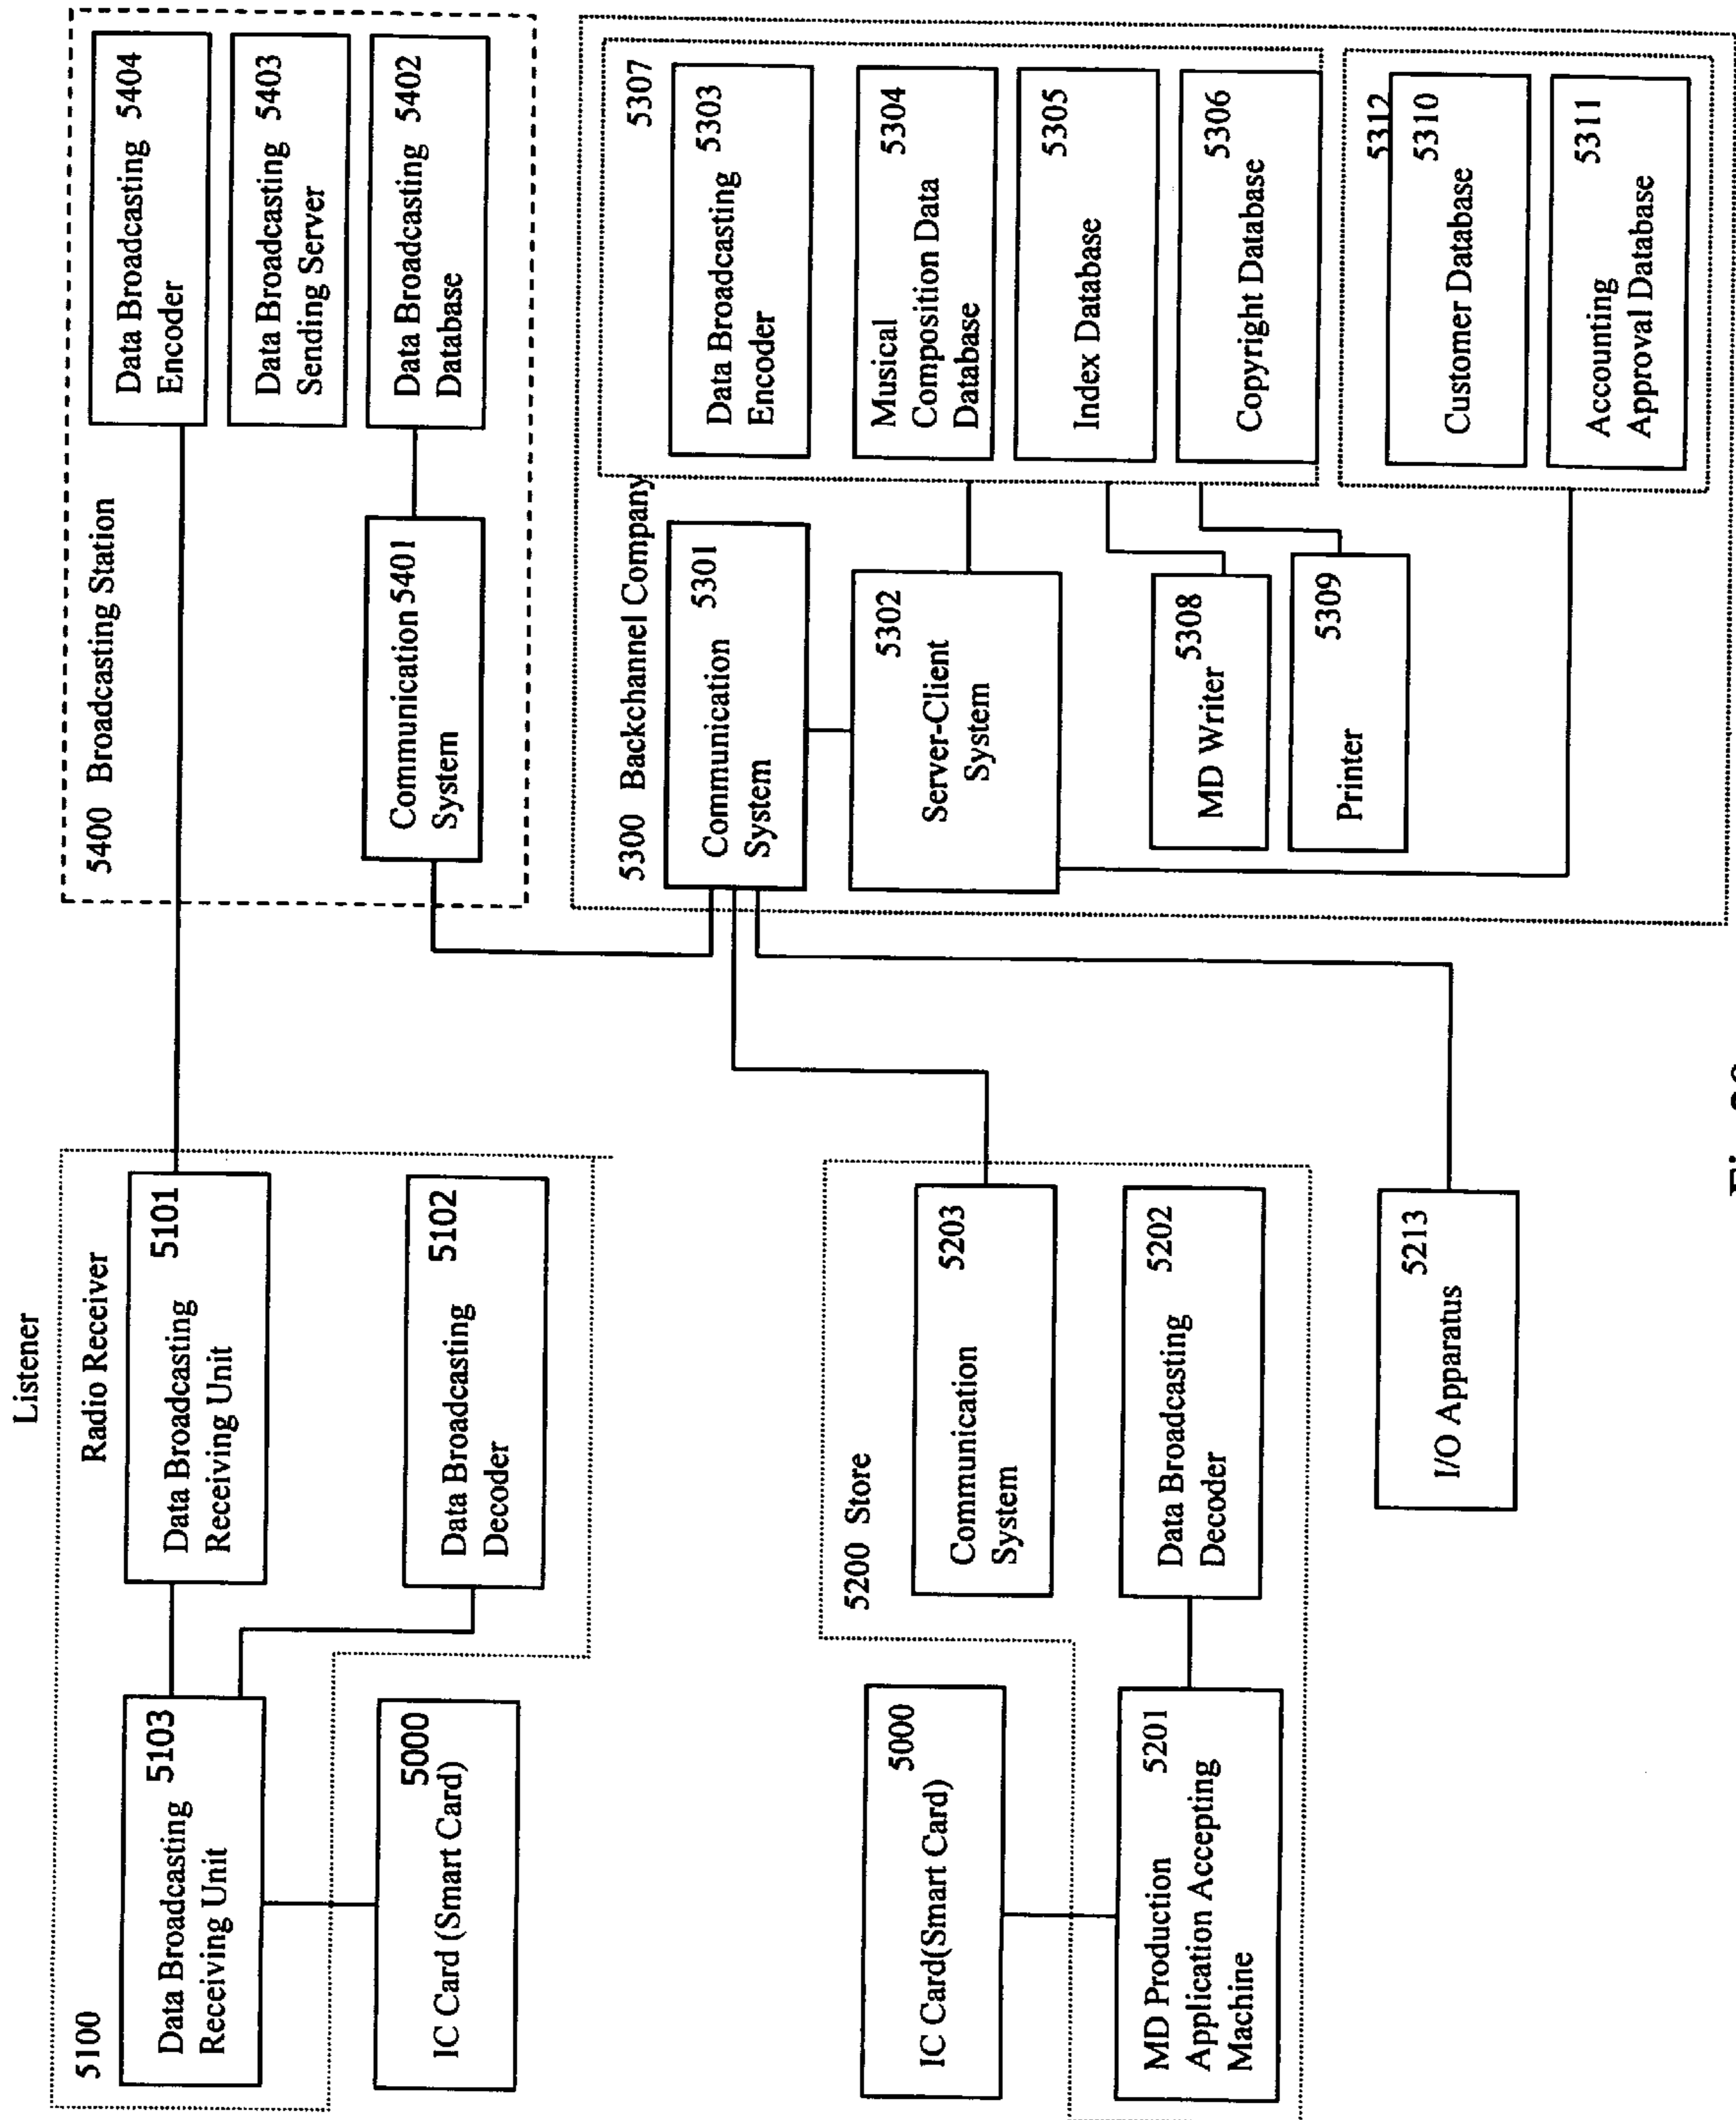 Listener
5100
Radio Receiver
5103
Data Broadcasting
Receiving Unit
5101
Data Broadcasting
Receiving Unit
5102
Data Broadcasting
Decoder
5000
IC Card (Smart Card)
5400 Broadcasting Station
Data Broadcasting 5404
Encoder
Data Broadcasting 5403
Sending Server
Data Broadcasting 5402
Database
Communication 5401
System
5200 Store
5000
IC Card(Smart Card)
5203
Communication
System
5201
MD Production
Application Accepting
Machine
5202
Data Broadcasting
Decoder
5213
I/O Apparatus
5300 Backchannel Company
5301
Communication
System
5302
Server-Client
System
5308
MD Writer
5309
Printer
5307
5303
Data Broadcasting
Encoder
5304
Musical
Composition Data
Database
5305
Index Database
5306
Copyright Database
5312
5310
Customer Database
5311
Accounting
Approval Database